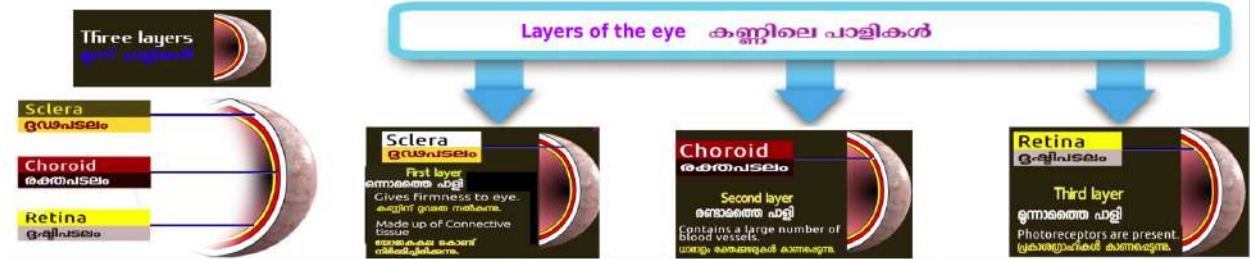 Three layers
മൂന്ന് പാളികൾ
Sclera
ദൃഢപടലം
Choroid
രക്തപടലം
Retina
ദൃഷ്ടിപടലം
Layers of the eye കണ്ണിലെ പാളികൾ
Sclera
ദൃഢപടലം
First layer
ഒന്നാമത്തെ പാളി
Gives firmness to eye.
കണ്ണിന് ദൃഢത നൽകുന്നു.
Made up of Connective
tissue
യോജകകല കൊണ്ട്
നിർമ്മിച്ചിരിക്കുന്നു.
Choroid
രക്തപടലം
Second layer
രണ്ടാമത്തെ പാളി
Contains a large number of
blood vessels.
ധാരാളം രക്തക്കുഴലുകൾ കാണപ്പെടുന്നു.
Retina
ദൃഷ്ടിപടലം
Third layer
മൂന്നാമത്തെ പാളി
Photoreceptors are present.
പ്രകാശഗ്രാഹികൾ കാണപ്പെടുന്നു.